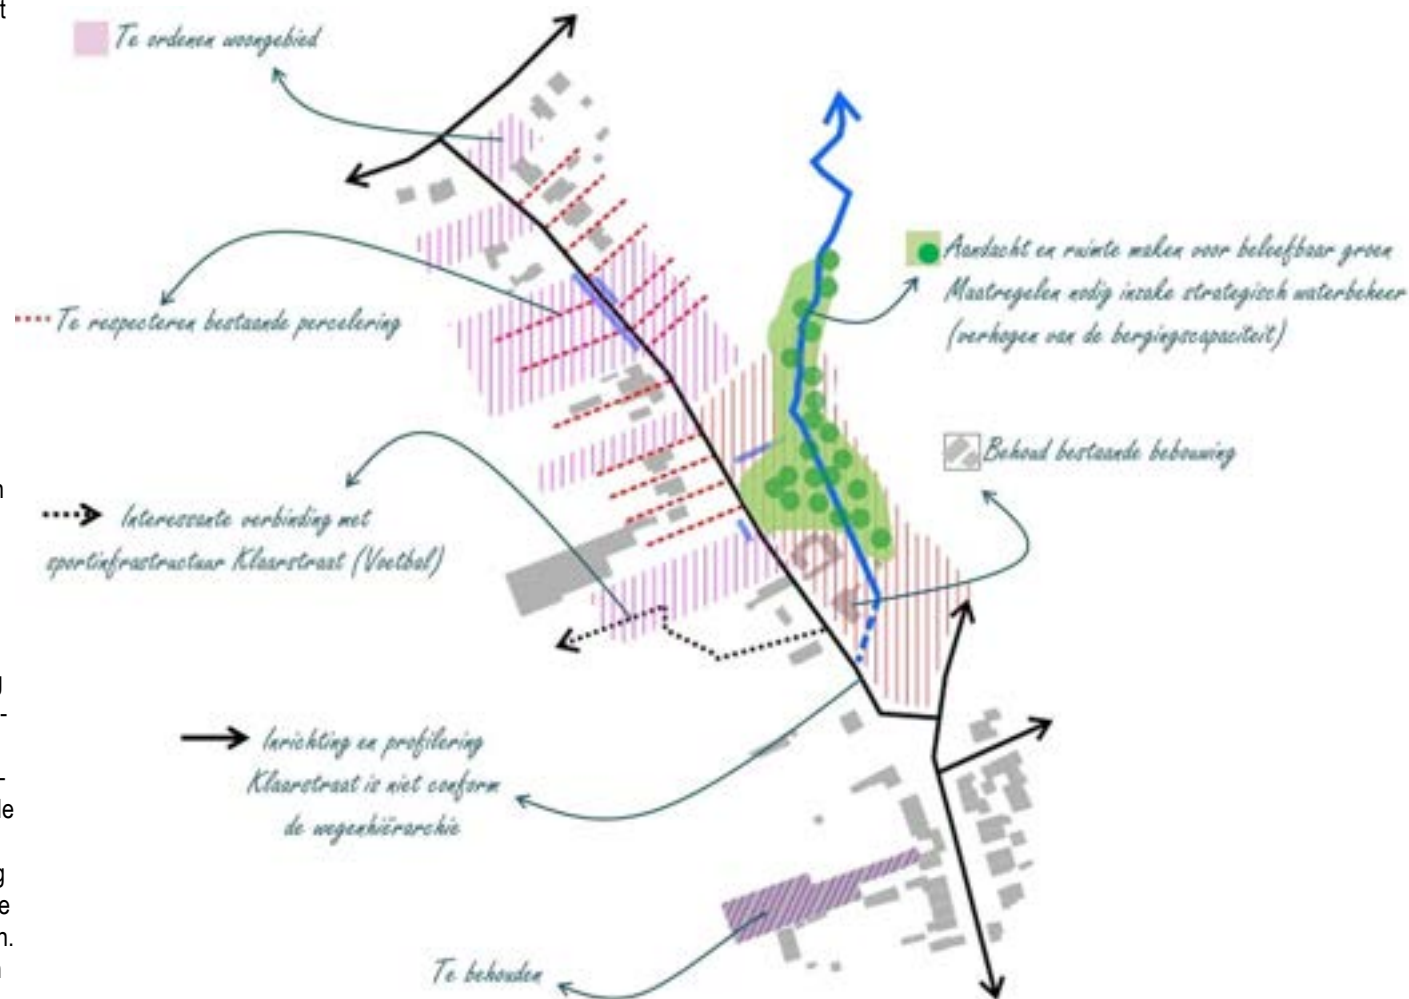 Te ordenen woongebied
Te respecteren bestaande percelering
Interessante verbinding met
sportinfrastructuur Klaarstraat (Voetbal)
Inrichting en profilering
Klaarstraat is niet conform
de wegenhiërarchie
Te behouden
Aandacht en ruimte maken voor beleefbaar groen
Maatregelen nodig inzake strategisch waterbeheer
(verhogen van de bergingscapaciteit)
Behoud bestaande bebouwing